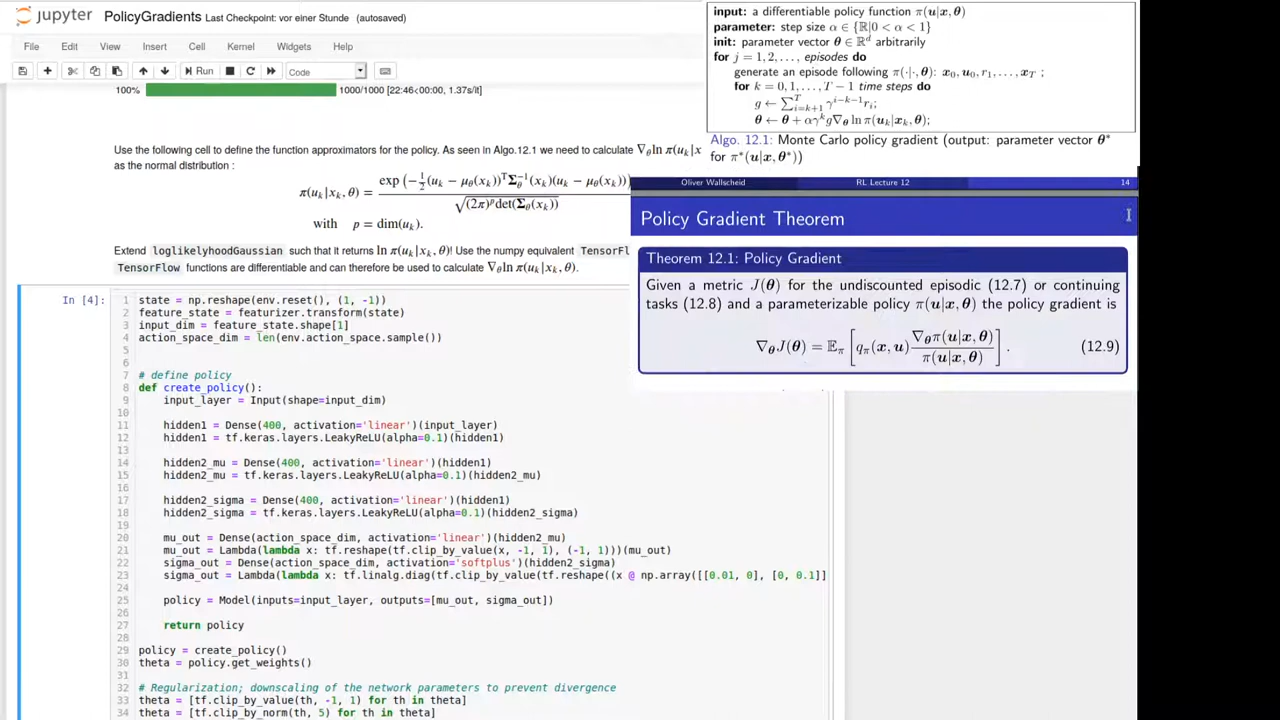 jupyter PolicyGradients Last Checkpoint: vor einer Stunde (autosaved)
File Edit View Insert Cell Kernel Widgets Help
Run Code
100% 1000/1000 [22:46<00:00, 1.37s/it]
Use the following cell to define the function approximators for the policy. As seen in Algo.12.1 we need to calculate ∇θ ln π(uk|x
as the normal distribution :
π(uk|xk, θ) = exp (−1/2(uk − μθ(xk))ᵀΣθ⁻¹(xk)(uk − μθ(xk))) / √((2π)ᵖdet(Σθ(xk)))
with p = dim(uk).
Extend loglikelyhoodGaussian such that it returns ln π(uk|xk, θ)! Use the numpy equivalent TensorFl
TensorFlow functions are differentiable and can therefore be used to calculate ∇θ ln π(uk|xk, θ).
In [4]:
1 state = np.reshape(env.reset(), (1, -1))
2 feature_state = featurizer.transform(state)
3 input_dim = feature_state.shape[1]
4 action_space_dim = len(env.action_space.sample())
5
6
7 # define policy
8 def create_policy():
9 input_layer = Input(shape=input_dim)
10
11 hidden1 = Dense(400, activation='linear')(input_layer)
12 hidden1 = tf.keras.layers.LeakyReLU(alpha=0.1)(hidden1)
13
14 hidden2_mu = Dense(400, activation='linear')(hidden1)
15 hidden2_mu = tf.keras.layers.LeakyReLU(alpha=0.1)(hidden2_mu)
16
17 hidden2_sigma = Dense(400, activation='linear')(hidden1)
18 hidden2_sigma = tf.keras.layers.LeakyReLU(alpha=0.1)(hidden2_sigma)
19
20 mu_out = Dense(action_space_dim, activation='linear')(hidden2_mu)
21 mu_out = Lambda(lambda x: tf.reshape(tf.clip_by_value(x, -1, 1), (-1, 1)))(mu_out)
22 sigma_out = Dense(action_space_dim, activation='softplus')(hidden2_sigma)
23 sigma_out = Lambda(lambda x: tf.linalg.diag(tf.clip_by_value(tf.reshape((x @ np.array([[0.01, 0], [0, 0.1]]
24
25 policy = Model(inputs=input_layer, outputs=[mu_out, sigma_out])
26
27 return policy
28
29 policy = create_policy()
30 theta = policy.get_weights()
31
32 # Regularization; downscaling of the network parameters to prevent divergence
33 theta = [tf.clip_by_value(th, -1, 1) for th in theta]
34 theta = [tf.clip_by_norm(th, 5) for th in theta]
input: a differentiable policy function π(u|x, θ)
parameter: step size α ∈ {ℝ|0 < α < 1}
init: parameter vector θ ∈ ℝᵈ arbitrarily
for j = 1, 2, . . . , episodes do
generate an episode following π(·|·, θ): x0, u0, r1, . . . , xT ;
for k = 0, 1, . . . , T − 1 time steps do
g ← ∑ᵀi=k+1 γ^(i−k−1) ri;
θ ← θ + αγᵏg∇θ ln π(uk|xk, θ);
Algo. 12.1: Monte Carlo policy gradient (output: parameter vector θ*
for π*(u|x, θ*))
Oliver Wallscheid RL Lecture 12 14
Policy Gradient Theorem
Theorem 12.1: Policy Gradient
Given a metric J(θ) for the undiscounted episodic (12.7) or continuing
tasks (12.8) and a parameterizable policy π(u|x, θ) the policy gradient is
∇θJ(θ) = 𝔼π [qπ(x, u) ∇θπ(u|x, θ) / π(u|x, θ)] . (12.9)